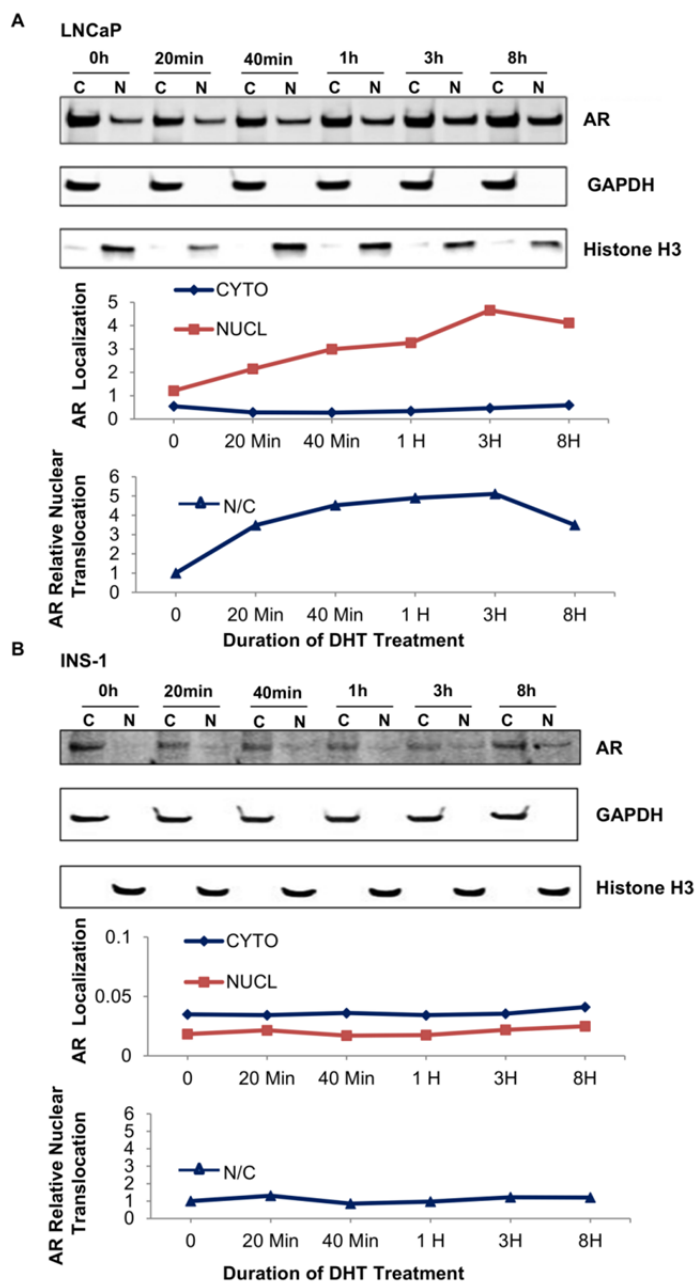 A
LNCaP
0h 20min 40min 1h 3h 8h
C N C N C N C N C N C N
AR
GAPDH
Histone H3
CYTO
NUCL
AR Localization
5
4
3
2
1
0
0 20 Min 40 Min 1 H 3H 8H
AR Relative Nuclear
Translocation
6
5
4
3
2
1
0
N/C
0 20 Min 40 Min 1 H 3H 8H
Duration of DHT Treatment
B
INS-1
0h 20min 40min 1h 3h 8h
C N C N C N C N C N C N
AR
GAPDH
Histone H3
AR Localization
0.1
0.05
0
CYTO
NUCL
0 20 Min 40 Min 1 H 3H 8H
AR Relative Nuclear
Translocation
6
5
4
3
2
1
0
N/C
0 20 Min 40 Min 1 H 3H 8H
Duration of DHT Treatment